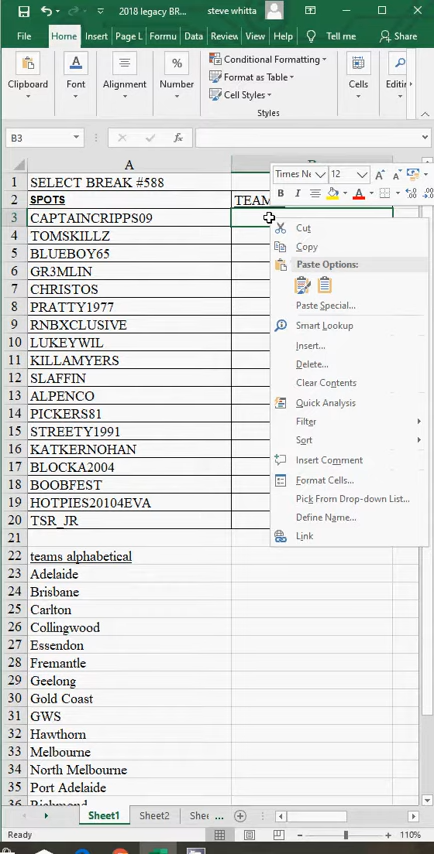 2018 legacy BR...
steve whitta
File Home Insert Page L Formu Data Review View Help Tell me Share
Clipboard Font Alignment Number Conditional Formatting Format as Table Cell Styles Styles Cells Editin
B3 fx
A
1 SELECT BREAK #588
2 SPOTS TEAM
3 CAPTAINCRIPPS09
4 TOMSKILLZ
5 BLUEBOY65
6 GR3MLIN
7 CHRISTOS
8 PRATTY1977
9 RNBXCLUSIVE
10 LUKEYWIL
11 KILLAMYERS
12 SLAFFIN
13 ALPENCO
14 PICKERS81
15 STREETY1991
16 KATKERNOHAN
17 BLOCKA2004
18 BOOBFEST
19 HOTPIES20104EVA
20 TSR_JR
21
22 teams alphabetical
23 Adelaide
24 Brisbane
25 Carlton
26 Collingwood
27 Essendon
28 Fremantle
29 Geelong
30 Gold Coast
31 GWS
32 Hawthorn
33 Melbourne
34 North Melbourne
35 Port Adelaide
36 Richmond
Times Ne 12 A A
B I A
Cut
Copy
Paste Options:
Paste Special...
Smart Lookup
Insert...
Delete...
Clear Contents
Quick Analysis
Filter
Sort
Insert Comment
Format Cells...
Pick From Drop-down List...
Define Name...
Link
Sheet1 Sheet2 Shee ...
Ready 110%